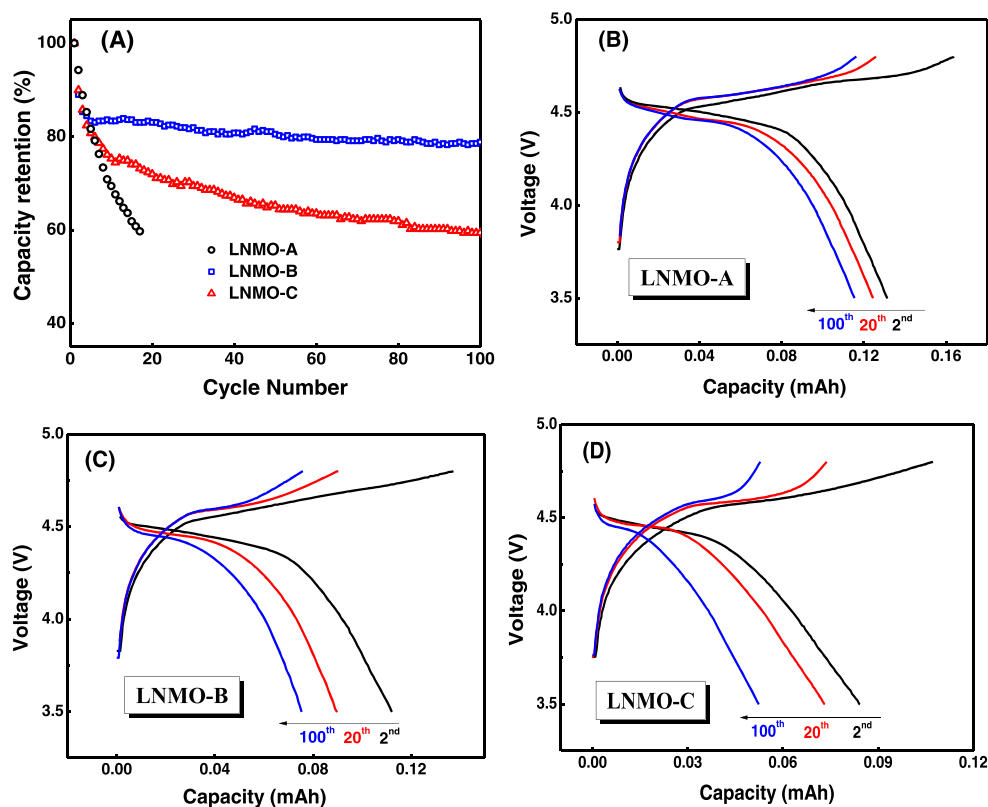 (A)
Capacity retention (%)
100
80
60
40
LNMO-A
LNMO-B
LNMO-C
0 20 40 60 80 100
Cycle Number
(B)
Voltage (V)
5.0
4.5
4.0
3.5
LNMO-A
100th 20th 2nd
0.00 0.04 0.08 0.12 0.16
Capacity (mAh)
(C)
Voltage (V)
5.0
4.5
4.0
3.5
LNMO-B
100th 20th 2nd
0.00 0.04 0.08 0.12
Capacity (mAh)
(D)
Voltage (V)
5.0
4.5
4.0
3.5
LNMO-C
100th 20th 2nd
0.00 0.03 0.06 0.09 0.12
Capacity (mAh)